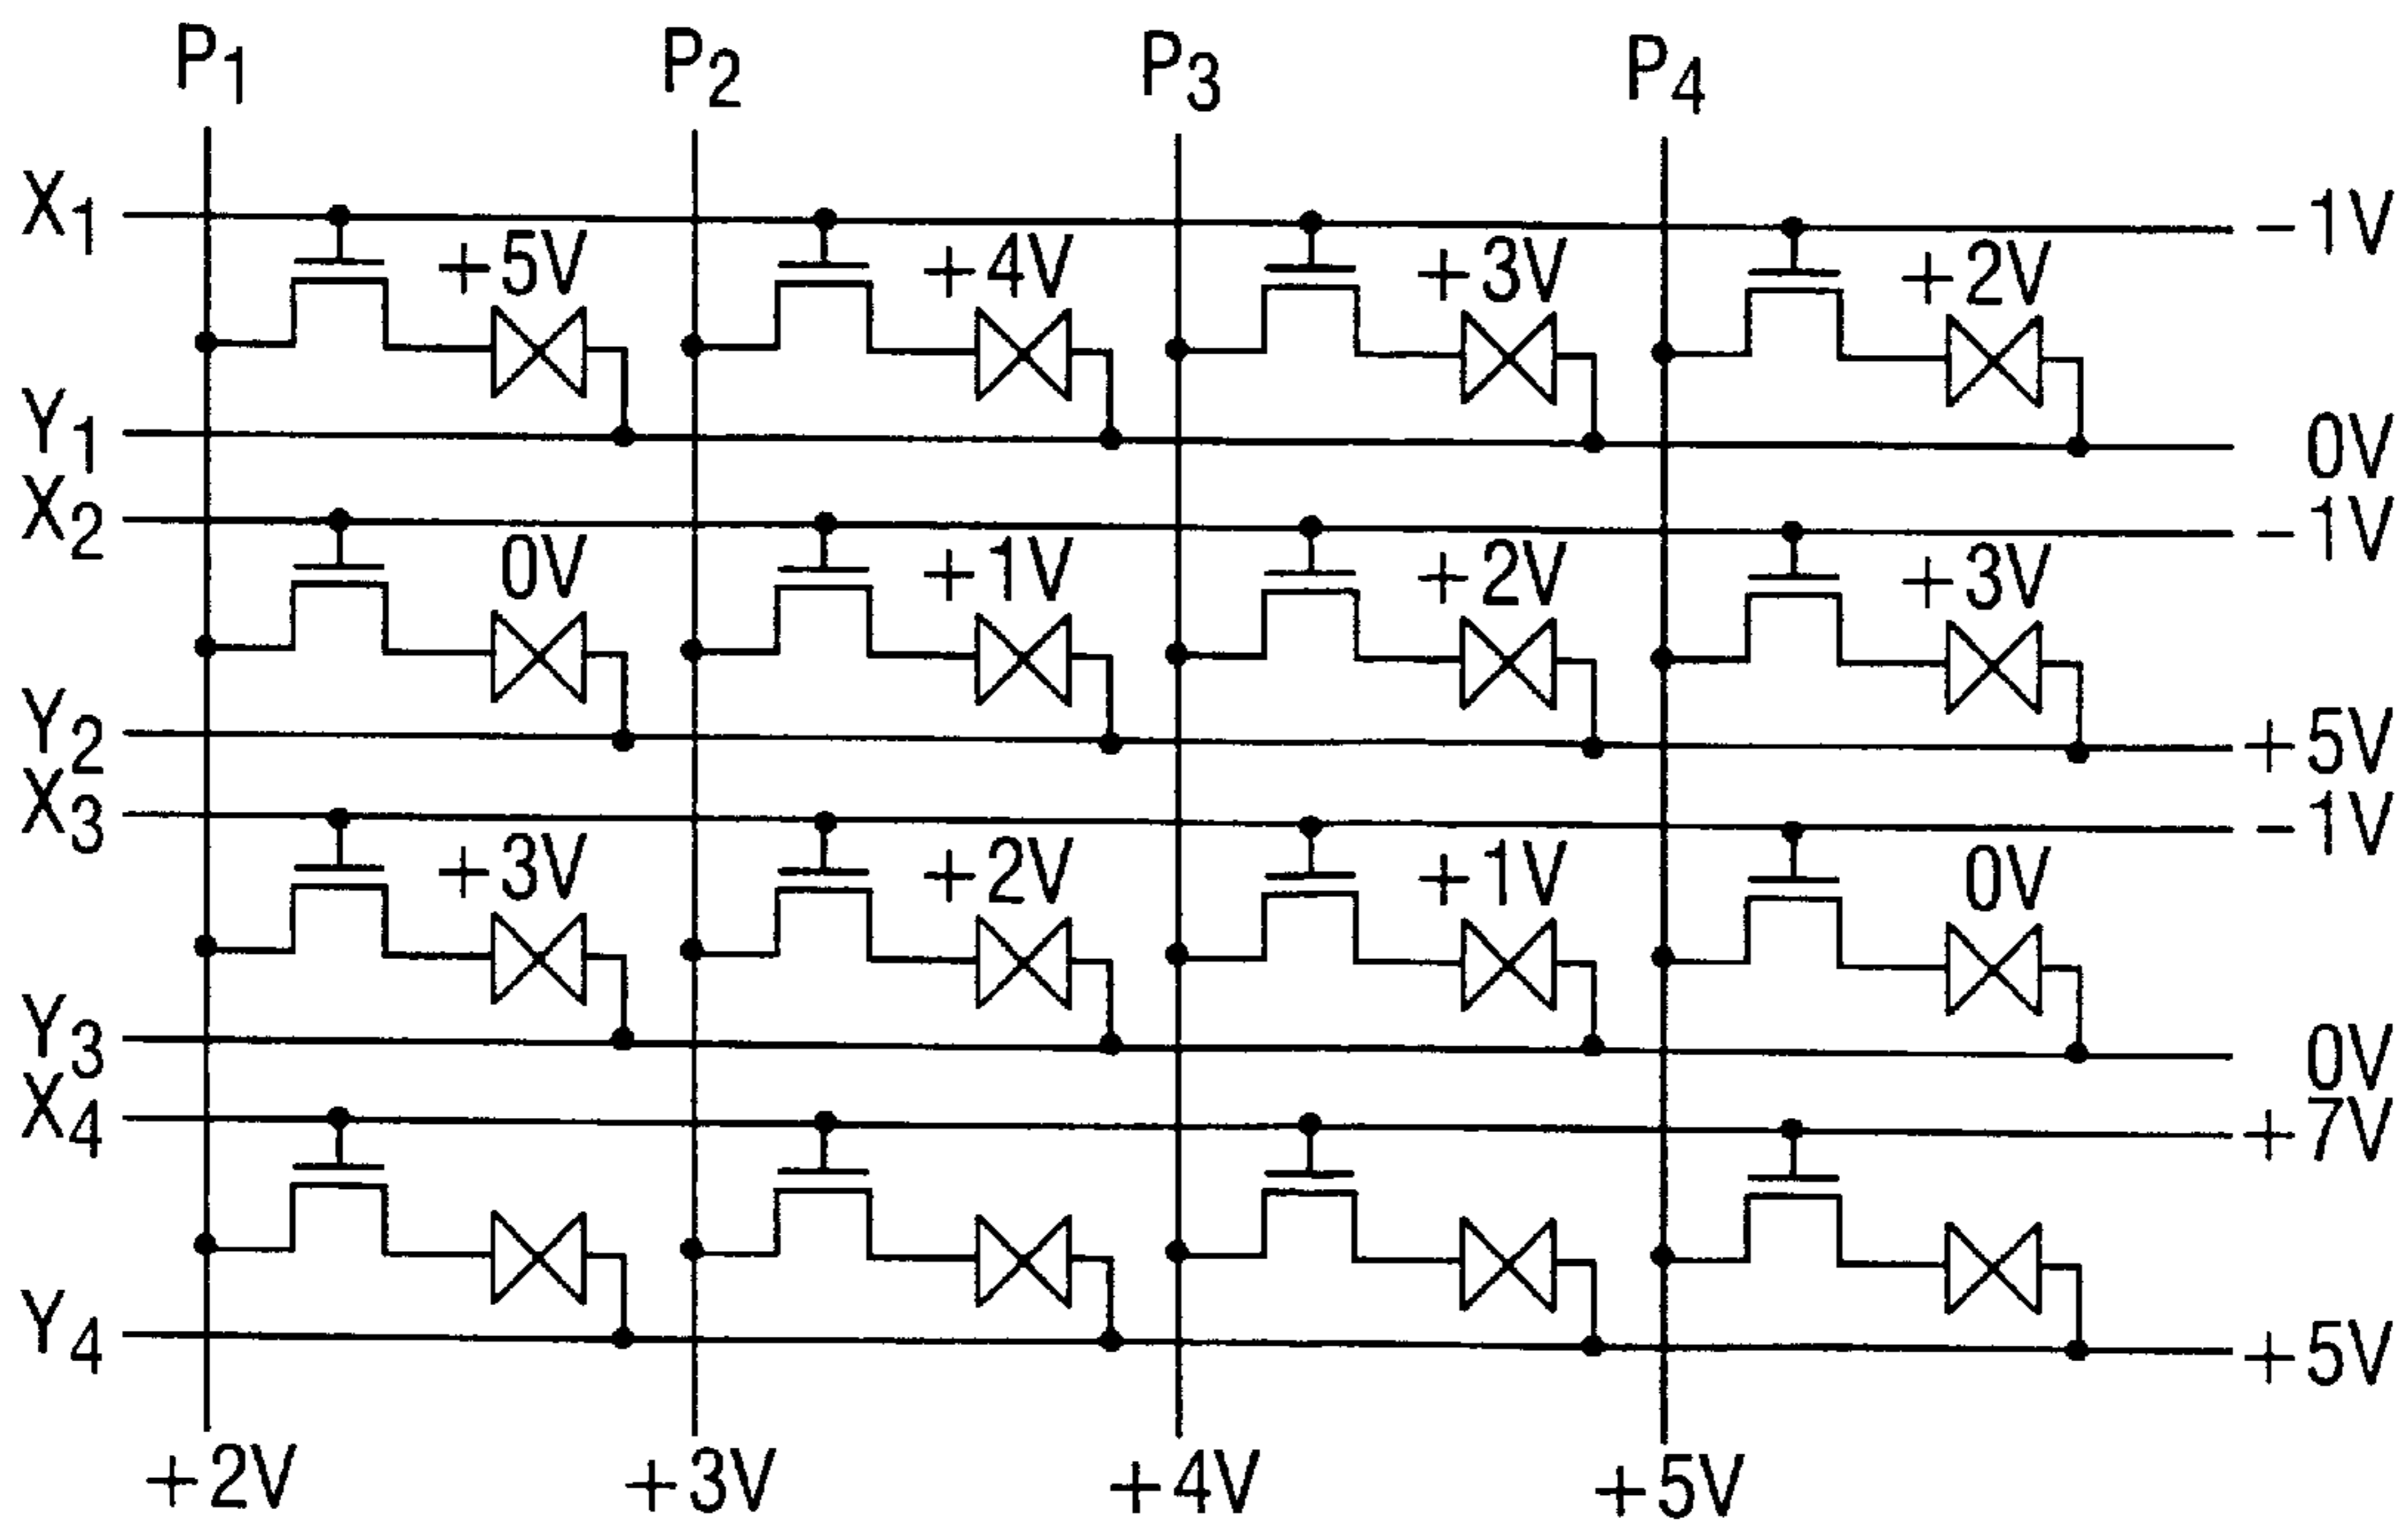 P1 P2 P3 P4
X1 -1V
+5V +4V +3V +2V
Y1 0V
X2 -1V
0V +1V +2V +3V
Y2 +5V
X3 -1V
+3V +2V +1V 0V
Y3 0V
X4 +7V
Y4 +5V
+2V +3V +4V +5V